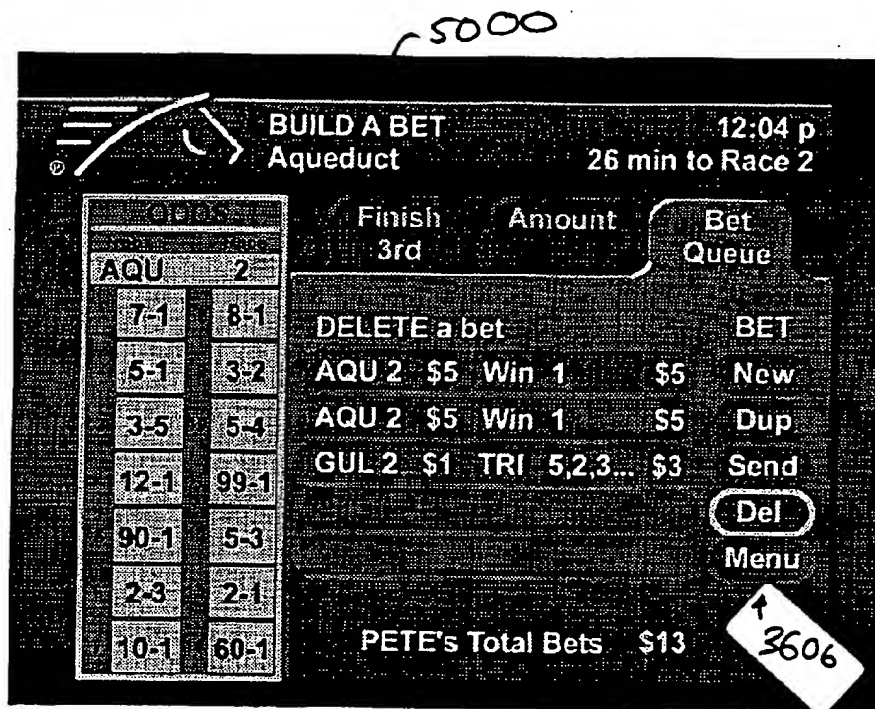 5000
BUILD A BET 12:04 p
Aqueduct 26 min to Race 2
ODDS
AQU 2
7-1 8-1
5-1 3-2
3-5 5-4
12-1 99-1
90-1 5-3
2-3 2-1
10-1 60-1
Finish 3rd
Amount
Bet Queue
DELETE a bet
AQU 2 $5 Win 1 $5
AQU 2 $5 Win 1 $5
GUL 2 $1 TRI 5,2,3... $3
BET
New
Dup
Send
Del
Menu
PETE's Total Bets $13
3606